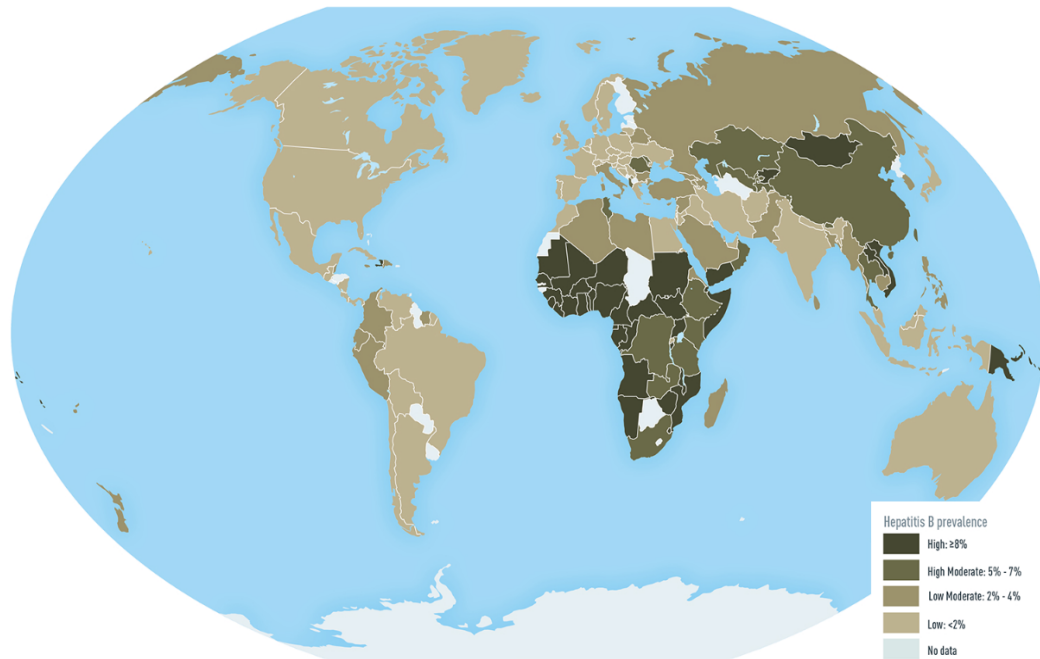 Hepatitis B prevalence
High: ≥8%
High Moderate: 5% - 7%
Low Moderate: 2% - 4%
Low: <2%
No data